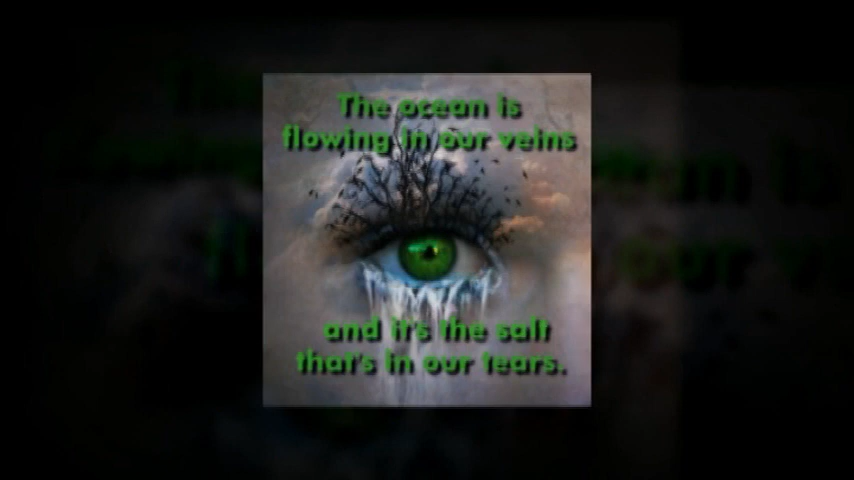 The ocean is
flowing in our veins
and it's the salt
that's in our tears.